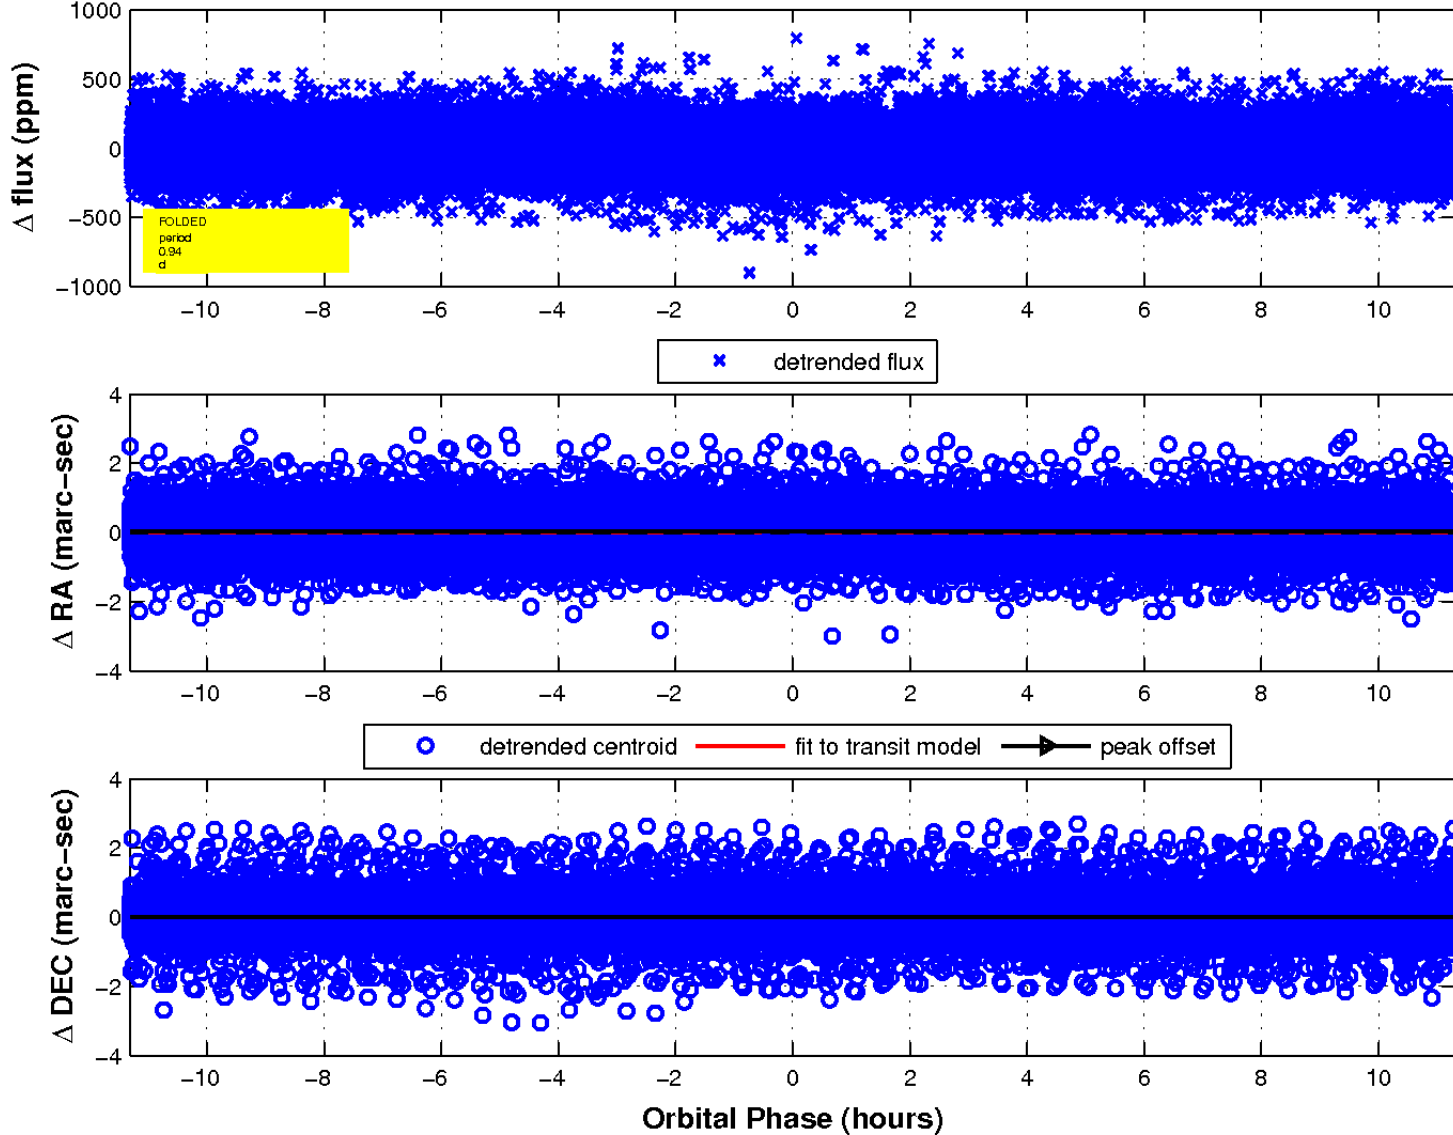 1000
500
0
−500
−1000
Δ flux (ppm)
FOLDED
period
0.94
d
−10 −8 −6 −4 −2 0 2 4 6 8 10
detrended flux
4
2
0
−2
−4
Δ RA (marc−sec)
−10 −8 −6 −4 −2 0 2 4 6 8 10
detrended centroid fit to transit model peak offset
4
2
0
−2
−4
Δ DEC (marc−sec)
−10 −8 −6 −4 −2 0 2 4 6 8 10
Orbital Phase (hours)